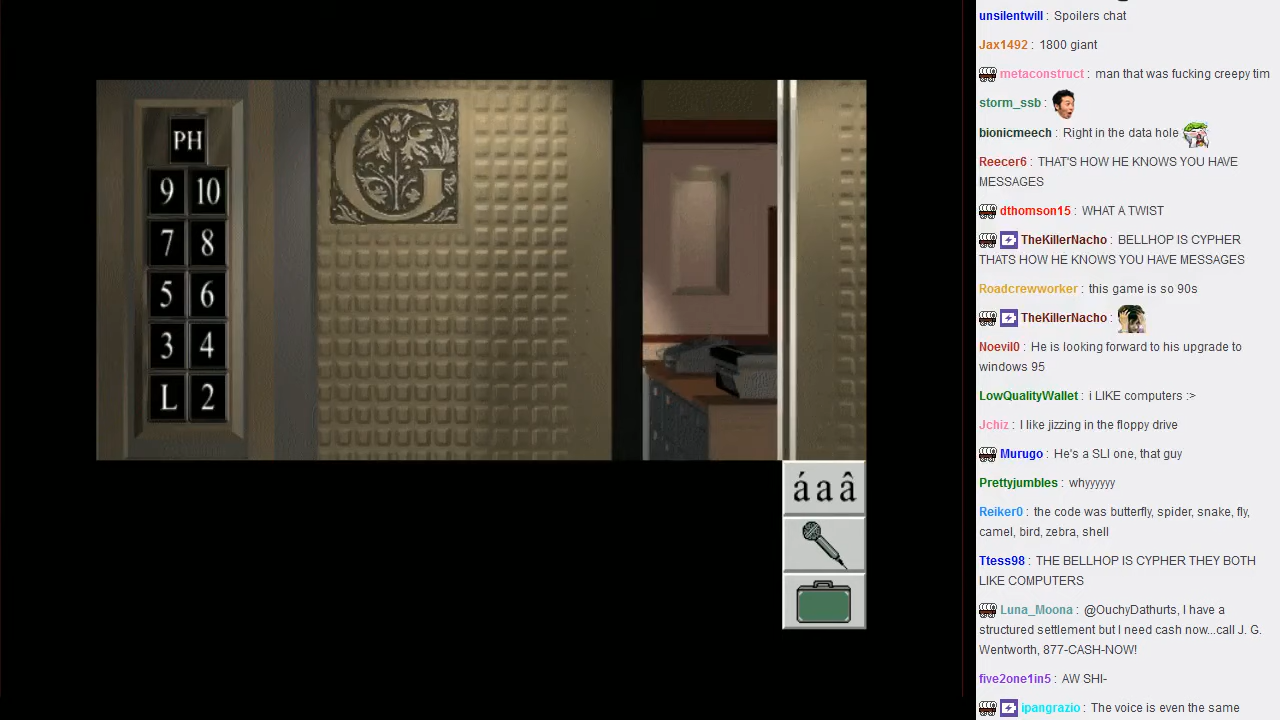 PH
9 10
7 8
5 6
3 4
L 2
G
á a â
unsilentwill : Spoilers chat
Jax1492 : 1800 giant
metaconstruct : man that was fucking creepy tim
storm_ssb :
bionicmeech : Right in the data hole
Reecer6 : THAT'S HOW HE KNOWS YOU HAVE
MESSAGES
dthomson15 : WHAT A TWIST
TheKillerNacho : BELLHOP IS CYPHER
THATS HOW HE KNOWS YOU HAVE MESSAGES
Roadcrewworker : this game is so 90s
TheKillerNacho :
Noevil0 : He is looking forward to his upgrade to
windows 95
LowQualityWallet : i LIKE computers :>
Jchiz : I like jizzing in the floppy drive
Murugo : He's a SLI one, that guy
Prettyjumbles : whyyyyyy
Reiker0 : the code was butterfly, spider, snake, fly,
camel, bird, zebra, shell
Ttess98 : THE BELLHOP IS CYPHER THEY BOTH
LIKE COMPUTERS
Luna_Moona : @OuchyDathurts, I have a
structured settlement but I need cash now...call J. G.
Wentworth, 877-CASH-NOW!
five2one1in5 : AW SHI-
ipangrazio : The voice is even the same